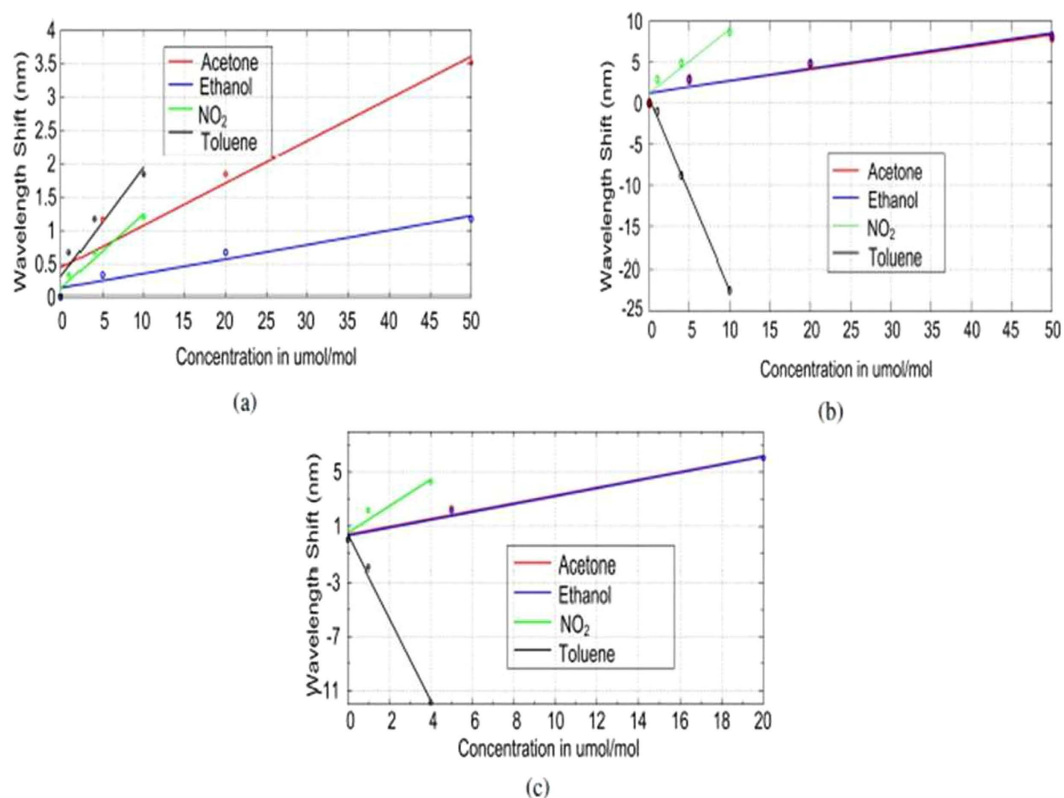 4
3.5
3
2.5
2
1.5
1
0.5
0
Wavelength Shift (nm)
Acetone
Ethanol
NO₂
Toluene
0 5 10 15 20 25 30 35 40 45 50
Concentration in umol/mol
(a)
10
5
0
-5
-10
-15
-20
-25
Wavelength Shift (nm)
Acetone
Ethanol
NO₂
Toluene
0 5 10 15 20 25 30 35 40 45 50
Concentration in umol/mol
(b)
5
1
-3
-7
-11
Wavelength Shift (nm)
Acetone
Ethanol
NO₂
Toluene
0 2 4 6 8 10 12 14 16 18 20
Concentration in umol/mol
(c)